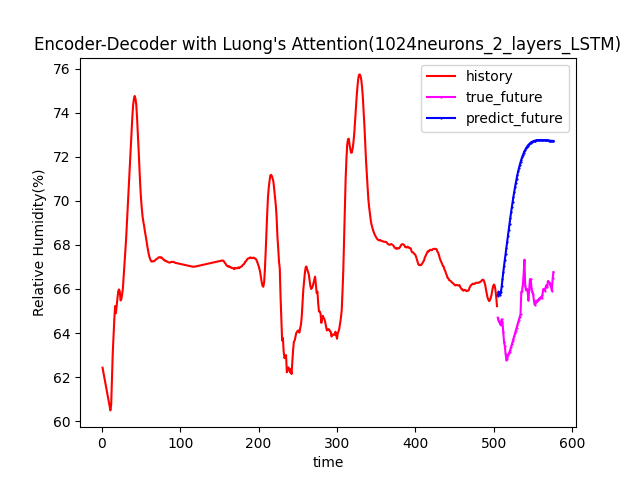 Encoder-Decoder with Luong's Attention(1024neurons_2_layers_LSTM)
history
true_future
predict_future
Relative Humidity(%)
76
74
72
70
68
66
64
62
60
0 100 200 300 400 500 600
time